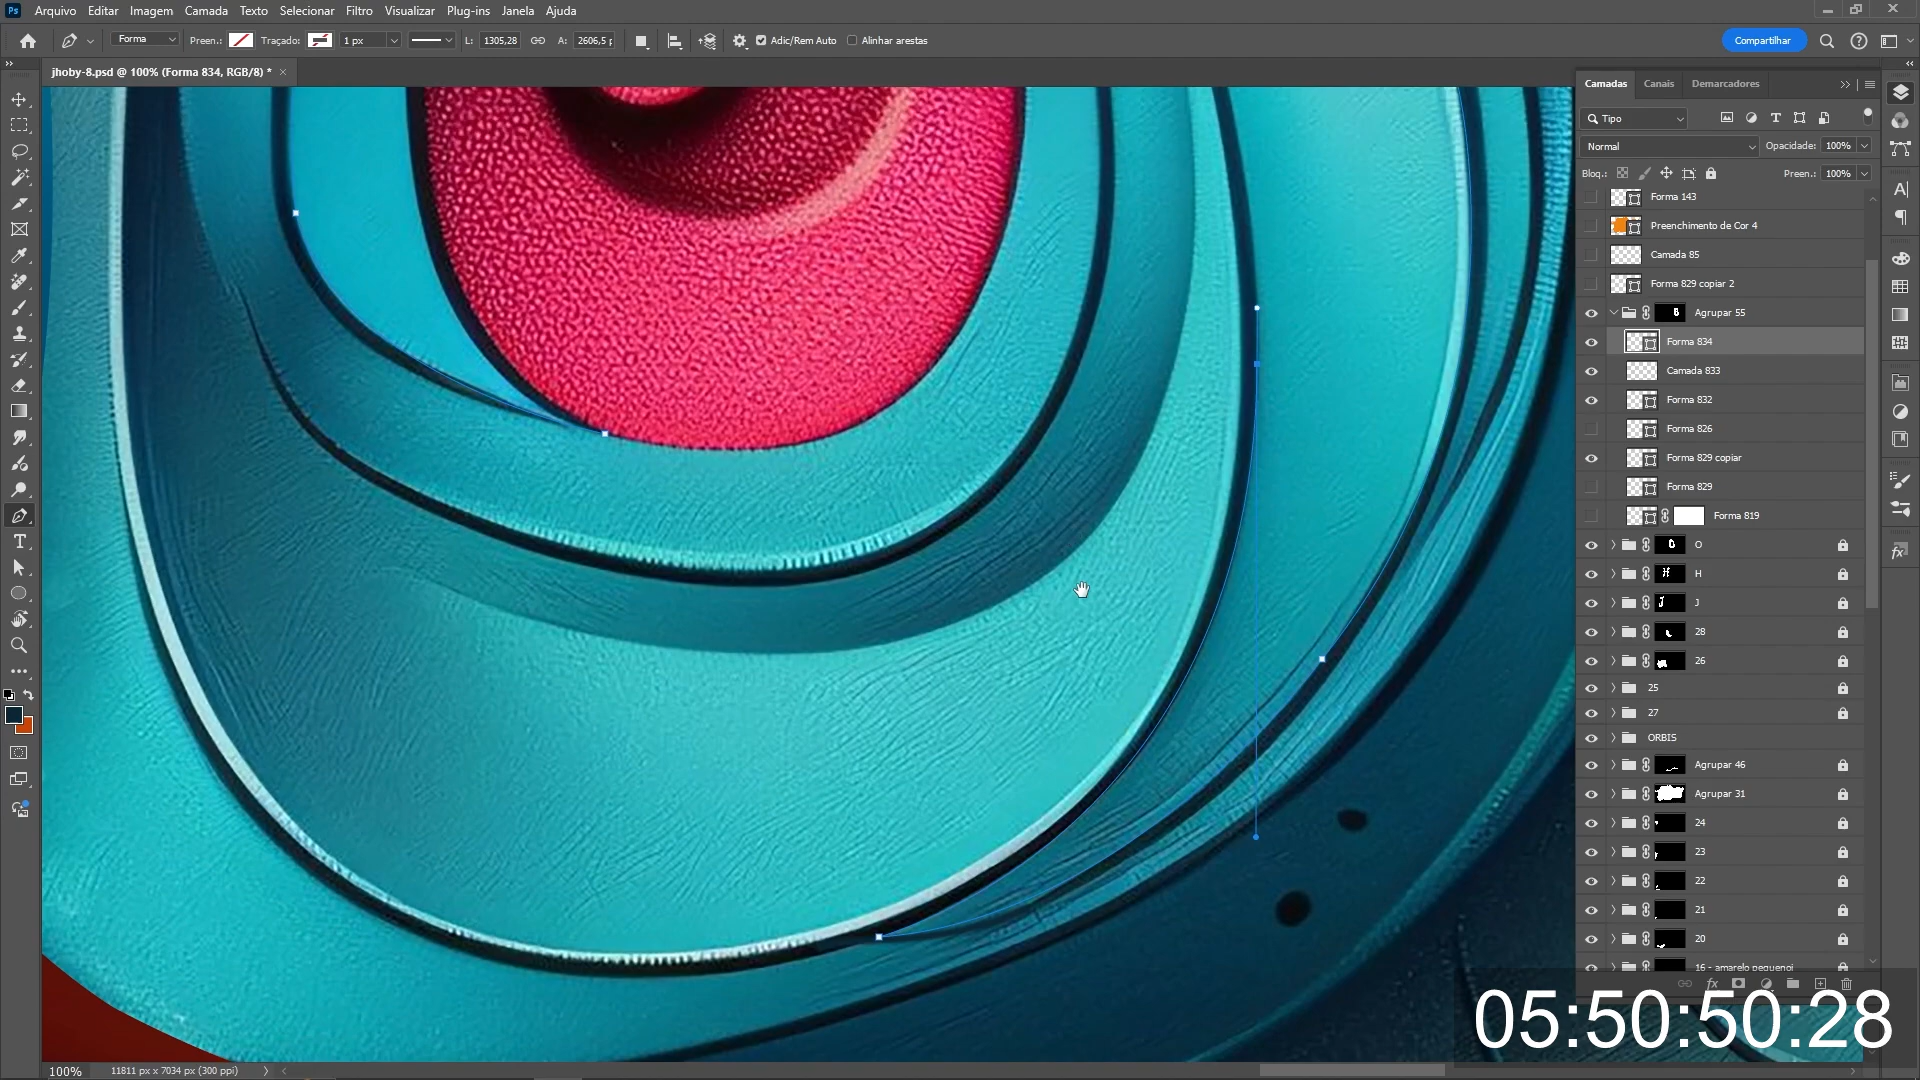 Ps Arquivo Editar Imagem Camada Texto Selecionar Filtro Visualizar Plug-ins Janela Ajuda
Forma Preen.: Traçado: 1 px L: 1305,28 A: 2606,5 p Adic/Rem Auto Alinhar arestas Compartilhar
jhoby-8.psd @ 100% (Forma 834, RGB/8) *
Camadas Canais Demarcadores
Tipo
Normal Opacidade: 100%
Bloq.: Preen.: 100%
Forma 143
Preenchimento de Cor 4
Camada 85
Forma 829 copiar 2
Agrupar 55
Forma 834
Camada 833
Forma 832
Forma 826
Forma 829 copiar
Forma 829
Forma 819
O
H
J
28
26
25
27
ORBIS
Agrupar 46
Agrupar 31
24
23
22
21
20
16 - amarelo pequenoi
05:50:50:28
100% 11811 px x 7034 px (300 ppi)